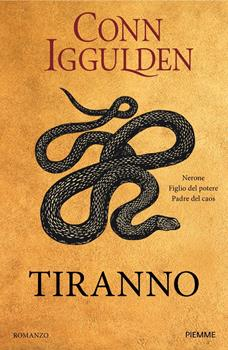 CONN
IGGULDEN
Nerone
Figlio del potere
Padre del caos
TIRANNO
ROMANZO
PIEMME